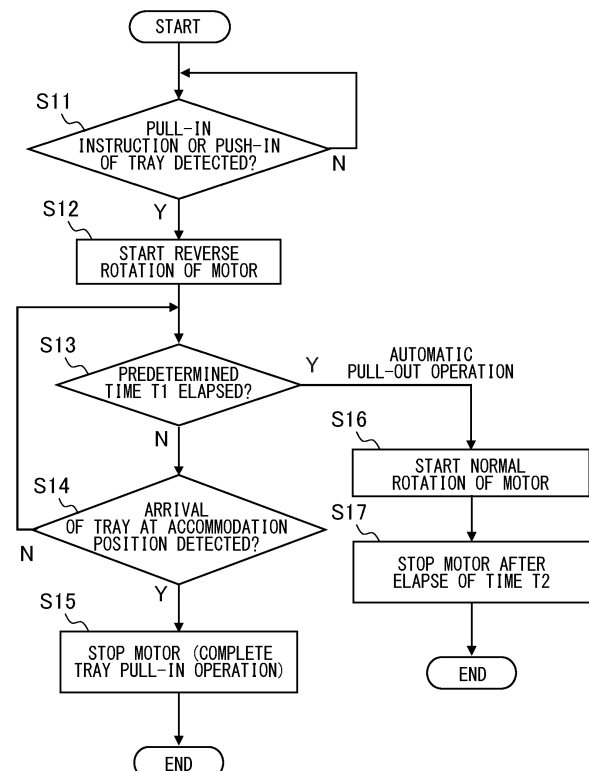 START
S11
PULL-IN
INSTRUCTION OR PUSH-IN
OF TRAY DETECTED?
N
Y
S12
START REVERSE
ROTATION OF MOTOR
S13
PREDETERMINED
TIME T1 ELAPSED?
Y
AUTOMATIC
PULL-OUT OPERATION
N
S16
START NORMAL
ROTATION OF MOTOR
S14
ARRIVAL
OF TRAY AT ACCOMMODATION
POSITION DETECTED?
N
Y
S17
STOP MOTOR AFTER
ELAPSE OF TIME T2
END
S15
STOP MOTOR (COMPLETE
TRAY PULL-IN OPERATION)
END